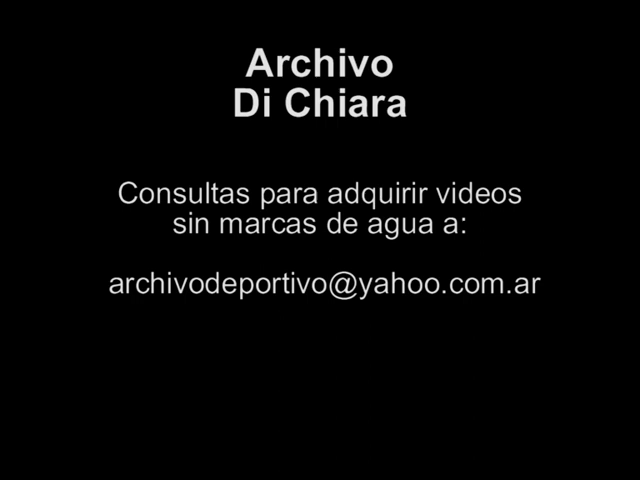 Archivo
Di Chiara
Consultas para adquirir videos
sin marcas de agua a:
archivodeportivo@yahoo.com.ar